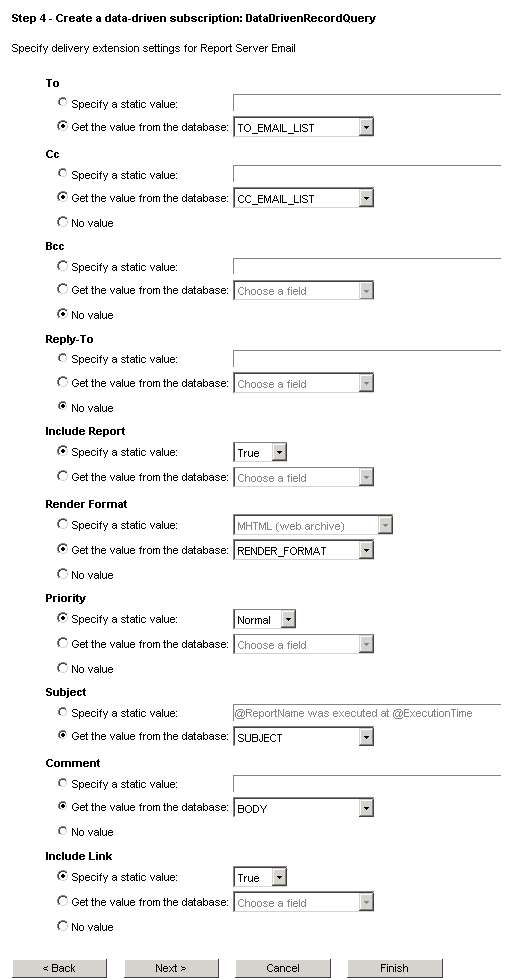 Step 4 - Create a data-driven subscription: DataDrivenRecordQuery
Specify delivery extension settings for Report Server Email
To
Specify a static value:
Get the value from the database: TO_EMAIL_LIST
Cc
Specify a static value:
Get the value from the database: CC_EMAIL_LIST
No value
Bcc
Specify a static value:
Get the value from the database: Choose a field
No value
Reply-To
Specify a static value:
Get the value from the database: Choose a field
No value
Include Report
Specify a static value: True
Get the value from the database: Choose a field
Render Format
Specify a static value: MHTML (web archive)
Get the value from the database: RENDER_FORMAT
No value
Priority
Specify a static value: Normal
Get the value from the database: Choose a field
No value
Subject
Specify a static value: @ReportName was executed at @ExecutionTime
Get the value from the database: SUBJECT
Comment
Specify a static value:
Get the value from the database: BODY
No value
Include Link
Specify a static value: True
Get the value from the database: Choose a field
No value
< Back Next > Cancel Finish